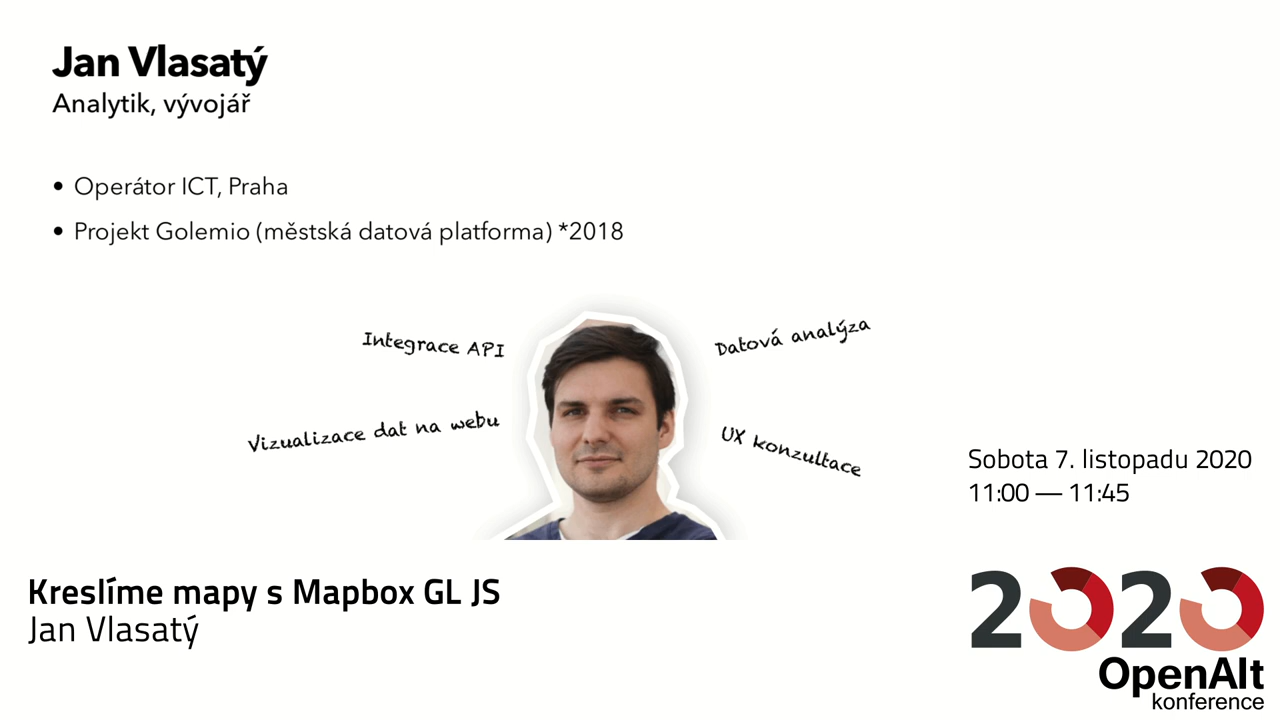 Jan Vlasatý
Analytik, vývojář
• Operátor ICT, Praha
• Projekt Golemio (městská datová platforma) *2018
Integrace API
Datová analýza
Vizualizace dat na webu
UX konzultace
Sobota 7. listopadu 2020
11:00 — 11:45
Kreslíme mapy s Mapbox GL JS
Jan Vlasatý
2020
OpenAlt
konference